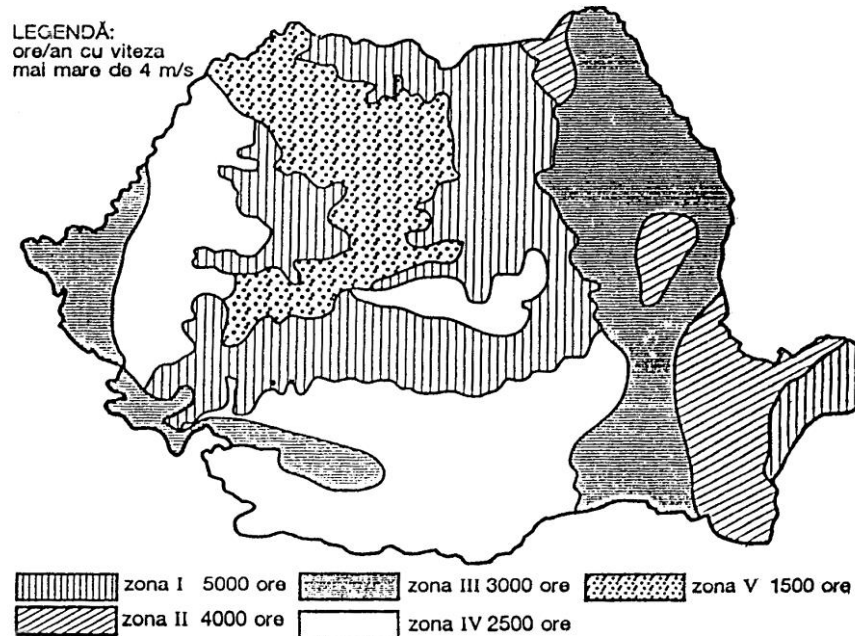 LEGENDĂ:
ore/an cu viteza
mai mare de 4 m/s
zona I 5000 ore
zona III 3000 ore
zona V 1500 ore
zona II 4000 ore
zona IV 2500 ore